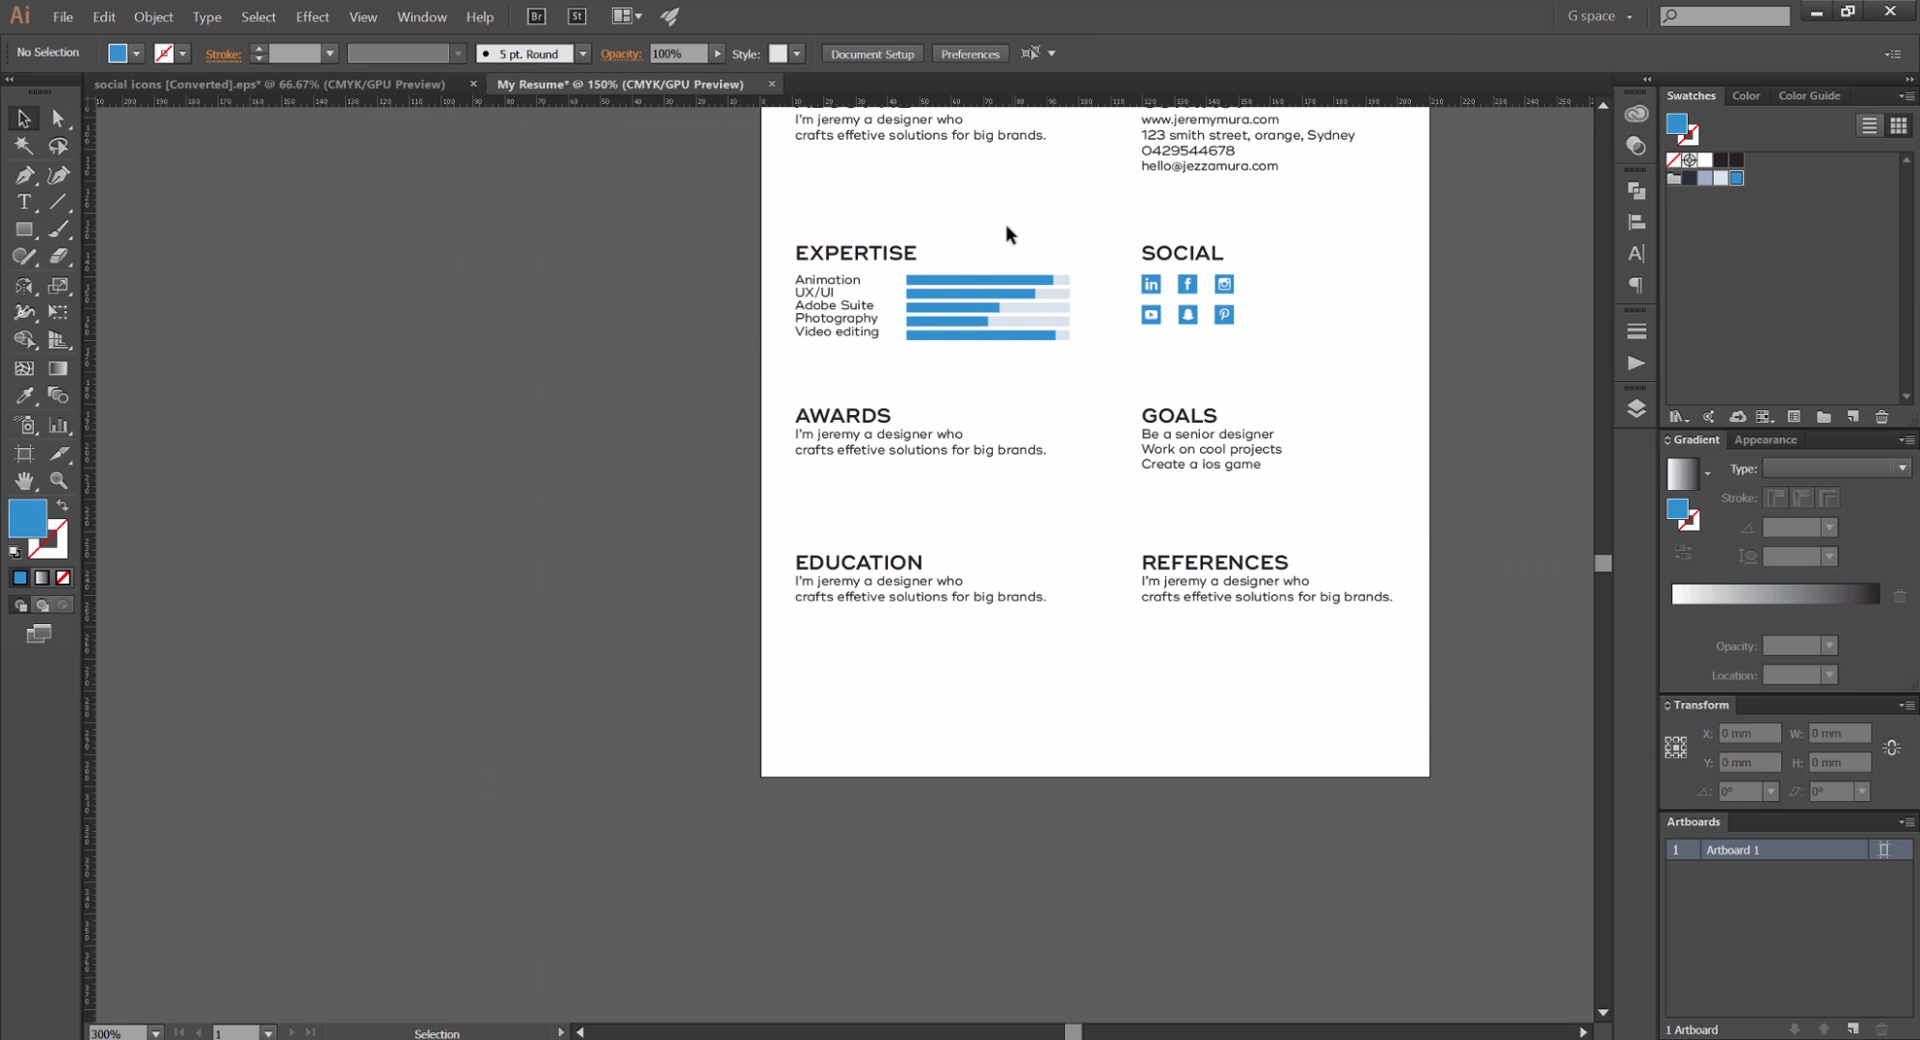 Ai File Edit Object Type Select Effect View Window Help Br St G space
No Selection Stroke: 5 pt. Round Opacity: 100% Style: Document Setup Preferences
social icons [Converted].eps* @ 66.67% (CMYK/GPU Preview) My Resume* @ 150% (CMYK/GPU Preview)
I'm jeremy a designer who
crafts effetive solutions for big brands.
www.jeremymura.com
123 smith street, orange, Sydney
0429544678
hello@jezzamura.com
EXPERTISE
Animation
UX/UI
Adobe Suite
Photography
Video editing
SOCIAL
AWARDS
I'm jeremy a designer who
crafts effetive solutions for big brands.
GOALS
Be a senior designer
Work on cool projects
Create a ios game
EDUCATION
I'm jeremy a designer who
crafts effetive solutions for big brands.
REFERENCES
I'm jeremy a designer who
crafts effetive solutions for big brands.
Swatches Color Color Guide
Gradient Appearance
Type:
Stroke:
Opacity:
Location:
Transform
X: 0 mm W: 0 mm
Y: 0 mm H: 0 mm
0° 0°
Artboards
1 Artboard 1
1 Artboard
300% 1 Selection